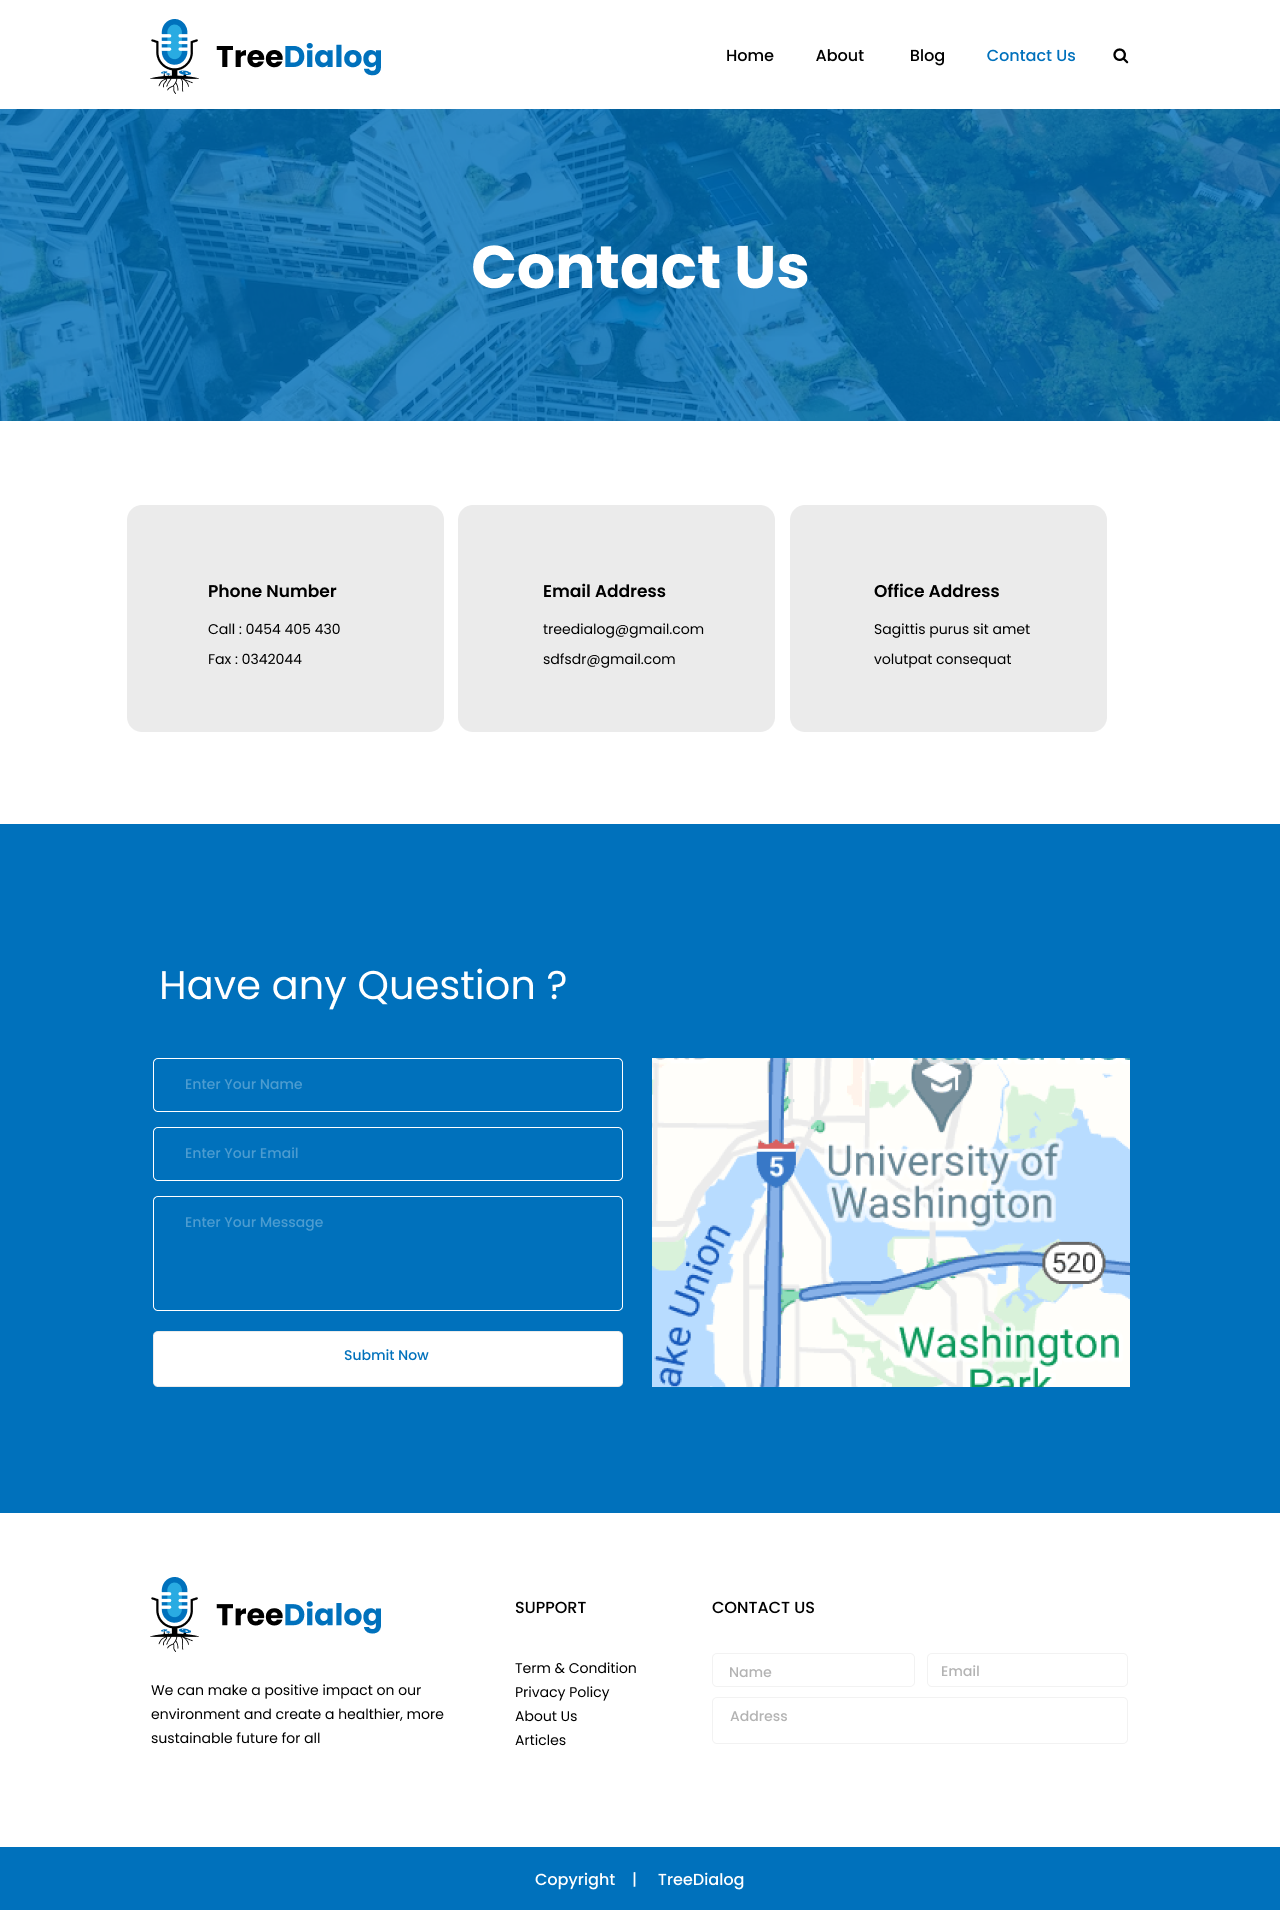 TreeDialog
Home About Blog Contact Us
Contact Us
Phone Number
Call : 0454 405 430
Fax : 0342044
Email Address
treedialog@gmail.com
sdfsdr@gmail.com
Office Address
Sagittis purus sit amet
volutpat consequat
Have any Question ?
Enter Your Name
Enter Your Email
Enter Your Message
Submit Now
5
University of
Washington
520
ake Union
Washington
Park
TreeDialog
We can make a positive impact on our
environment and create a healthier, more
sustainable future for all
SUPPORT
Term & Condition
Privacy Policy
About Us
Articles
CONTACT US
Name
Email
Address
Copyright | TreeDialog